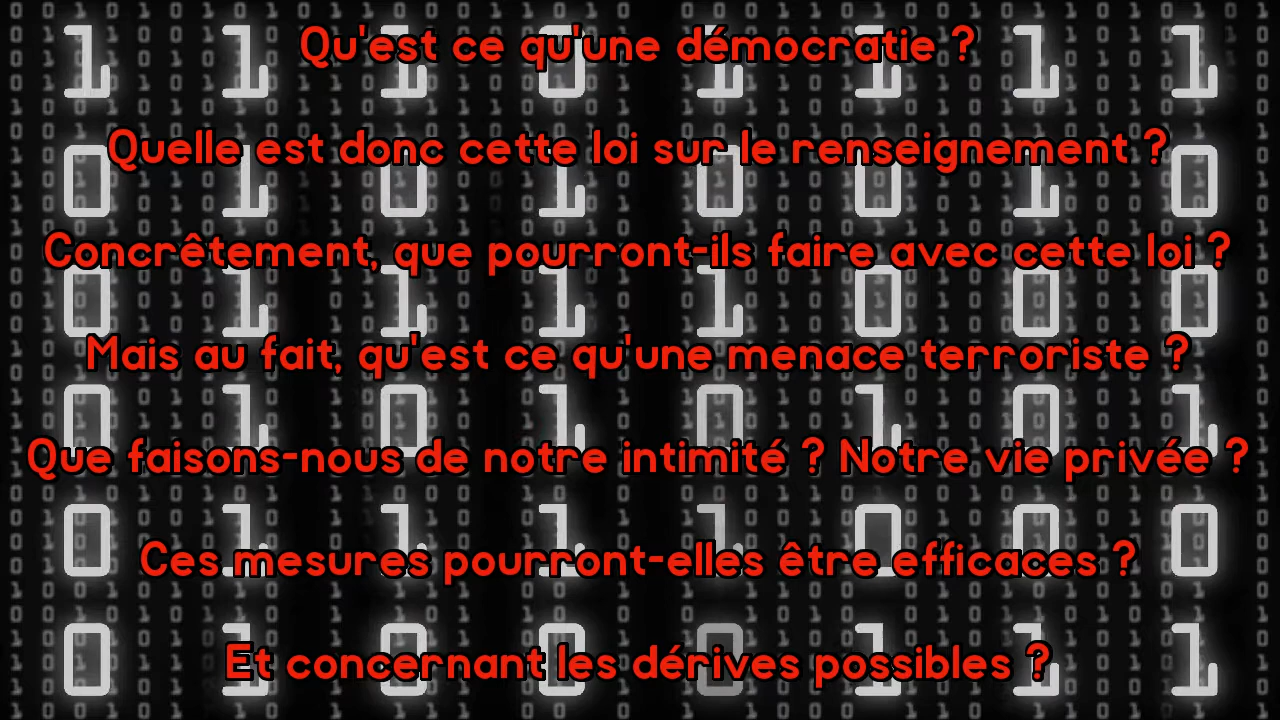 Qu'est ce qu'une démocratie ?
Quelle est donc cette loi sur le renseignement ?
Concrêtement, que pourront-ils faire avec cette loi ?
Mais au fait, qu'est ce qu'une menace terroriste ?
Que faisons-nous de notre intimité ? Notre vie privée ?
Ces mesures pourront-elles être efficaces ?
Et concernant les dérives possibles ?